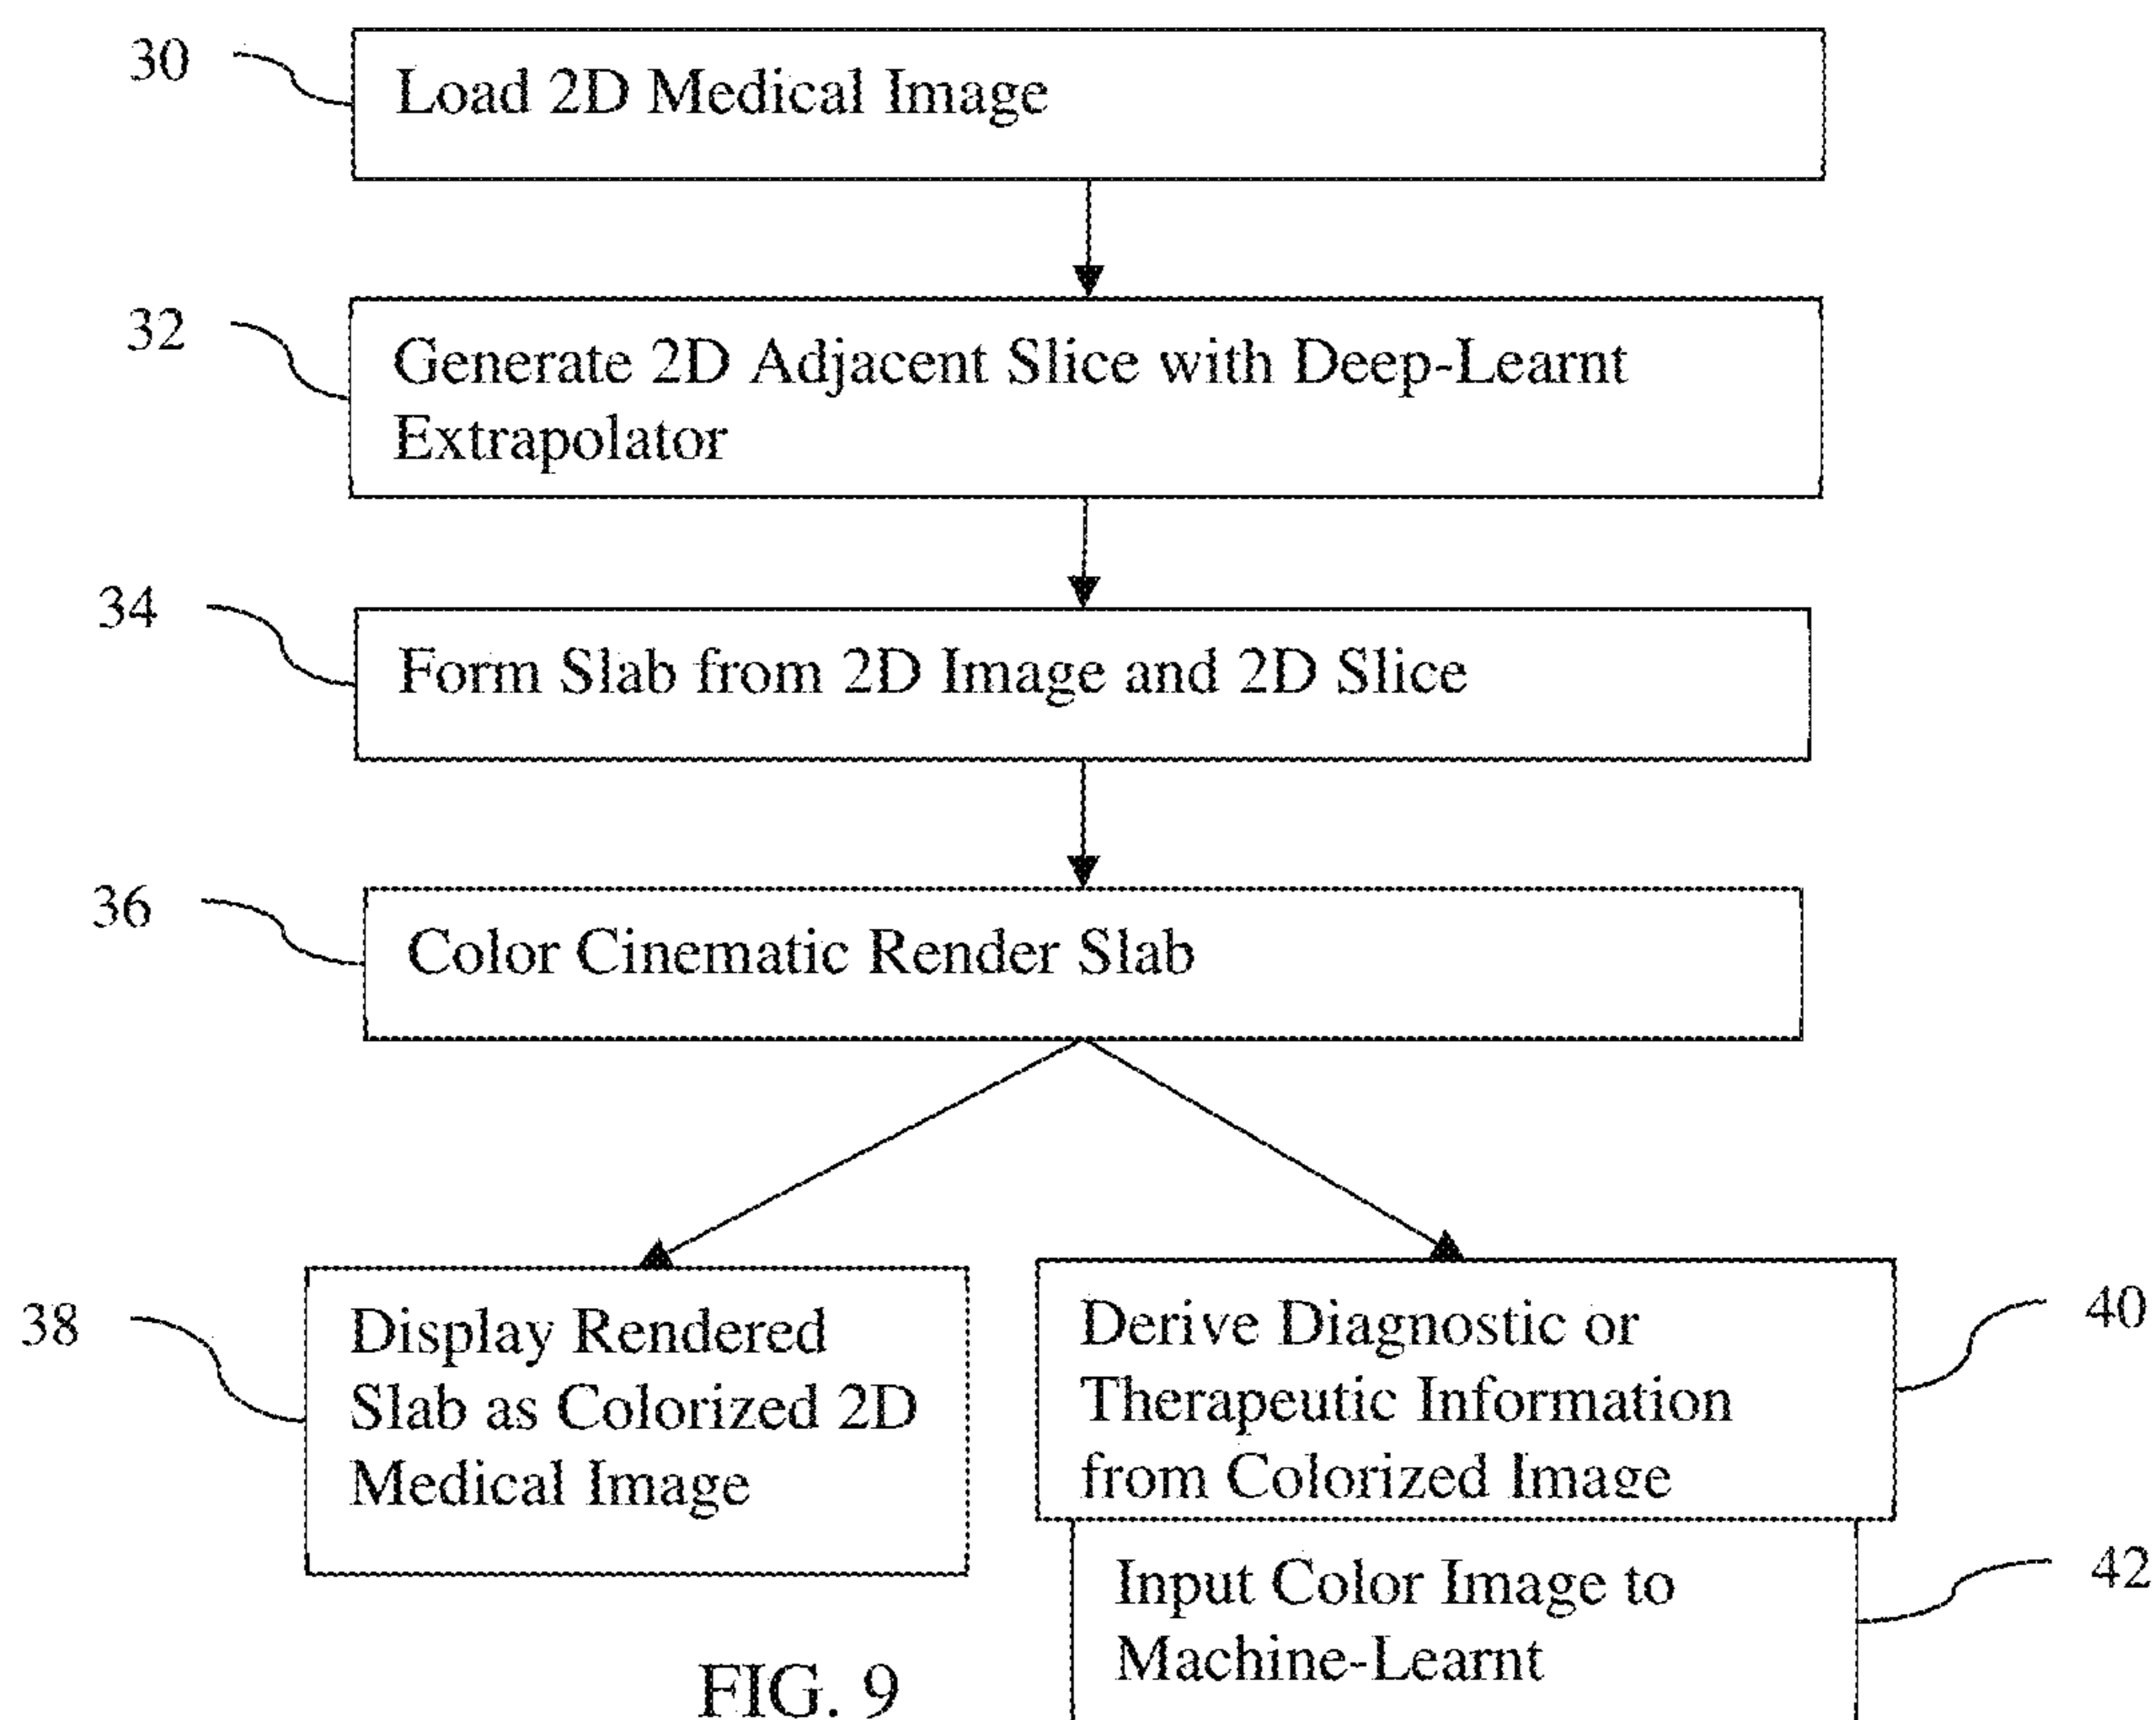 30
Load 2D Medical Image
32
Generate 2D Adjacent Slice with Deep-Learnt
Extrapolator
34
Form Slab from 2D Image and 2D Slice
36
Color Cinematic Render Slab
38
Display Rendered
Slab as Colorized 2D
Medical Image
Derive Diagnostic or
Therapeutic Information
from Colorized Image
40
Input Color Image to
Machine-Learnt
42
FIG. 9